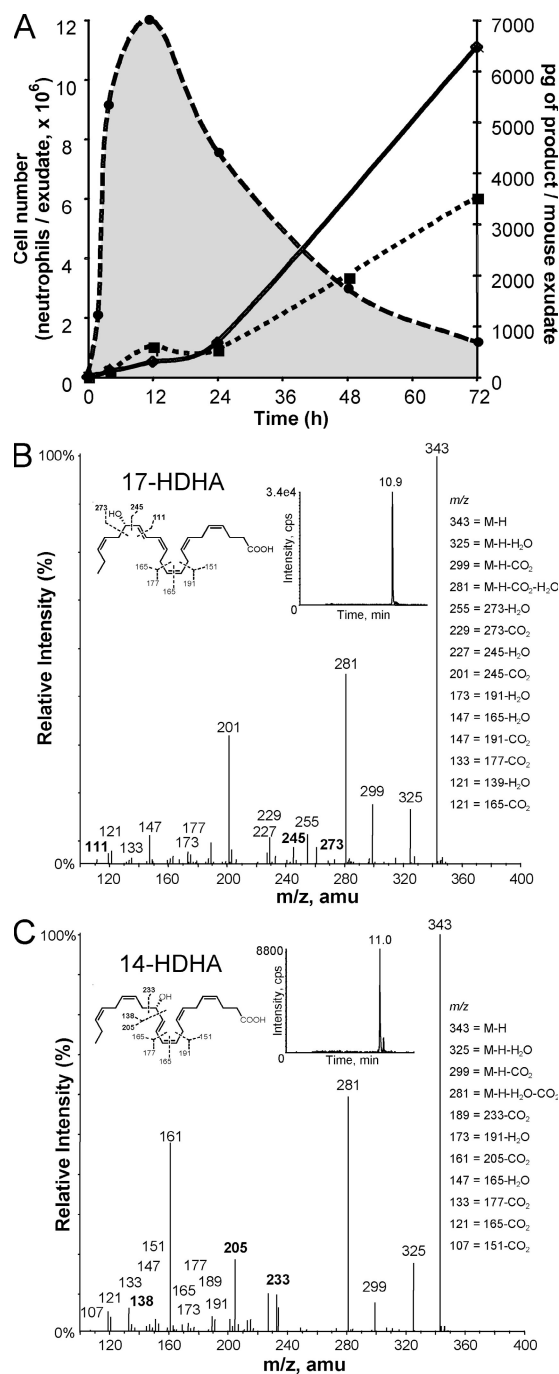 A
Cell number
(neutrophils / exudate, x 10⁶)
12
10
8
6
4
2
0
7000
6000
5000
4000
3000
2000
1000
0
pg of product / mouse exudate
0 12 24 36 48 60 72
Time (h)
B
100%
17-HDHA
273 HO 245
111
COOH
165 151
177 191
165
3.4e4
Intensity, cps
0
10.9
Time, min
343
m/z
343 = M-H
325 = M-H-H₂O
299 = M-H-CO₂
281 = M-H-CO₂-H₂O
255 = 273-H₂O
229 = 273-CO₂
227 = 245-H₂O
201 = 245-CO₂
173 = 191-H₂O
147 = 165-H₂O
147 = 191-CO₂
133 = 177-CO₂
121 = 139-H₂O
121 = 165-CO₂
Relative Intensity (%)
281
201
299
325
229
255
227
245
273
177
147
173
121
133
111
0%
80 120 160 200 240 280 320 360 400
m/z, amu
C
100%
14-HDHA
233 OH
138
205
COOH
165 151
177 191
165
8800
Intensity, cps
0
11.0
Time, min
343
m/z
343 = M-H
325 = M-H-H₂O
299 = M-H-CO₂
281 = M-H-H₂O-CO₂
189 = 233-CO₂
173 = 191-H₂O
161 = 205-CO₂
147 = 165-H₂O
133 = 177-CO₂
121 = 165-CO₂
107 = 151-CO₂
Relative Intensity (%)
281
161
151
147
177
205
133
165
189
233
325
299
121
138
173
191
107
0%
80 120 160 200 240 280 320 360 400
m/z, amu